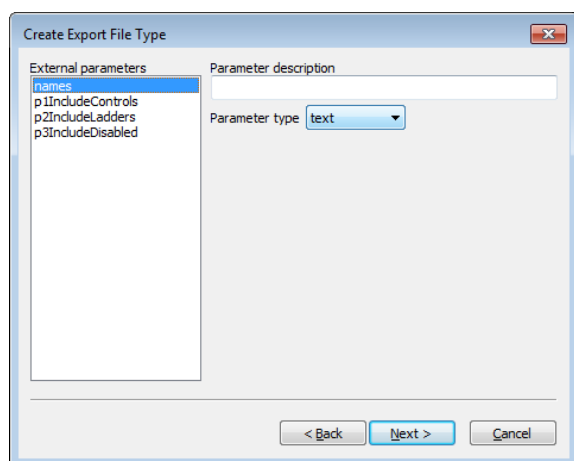 Create Export File Type
External parameters
names
p1IncludeControls
p2IncludeLadders
p3IncludeDisabled
Parameter description
Parameter type text
< Back Next > Cancel